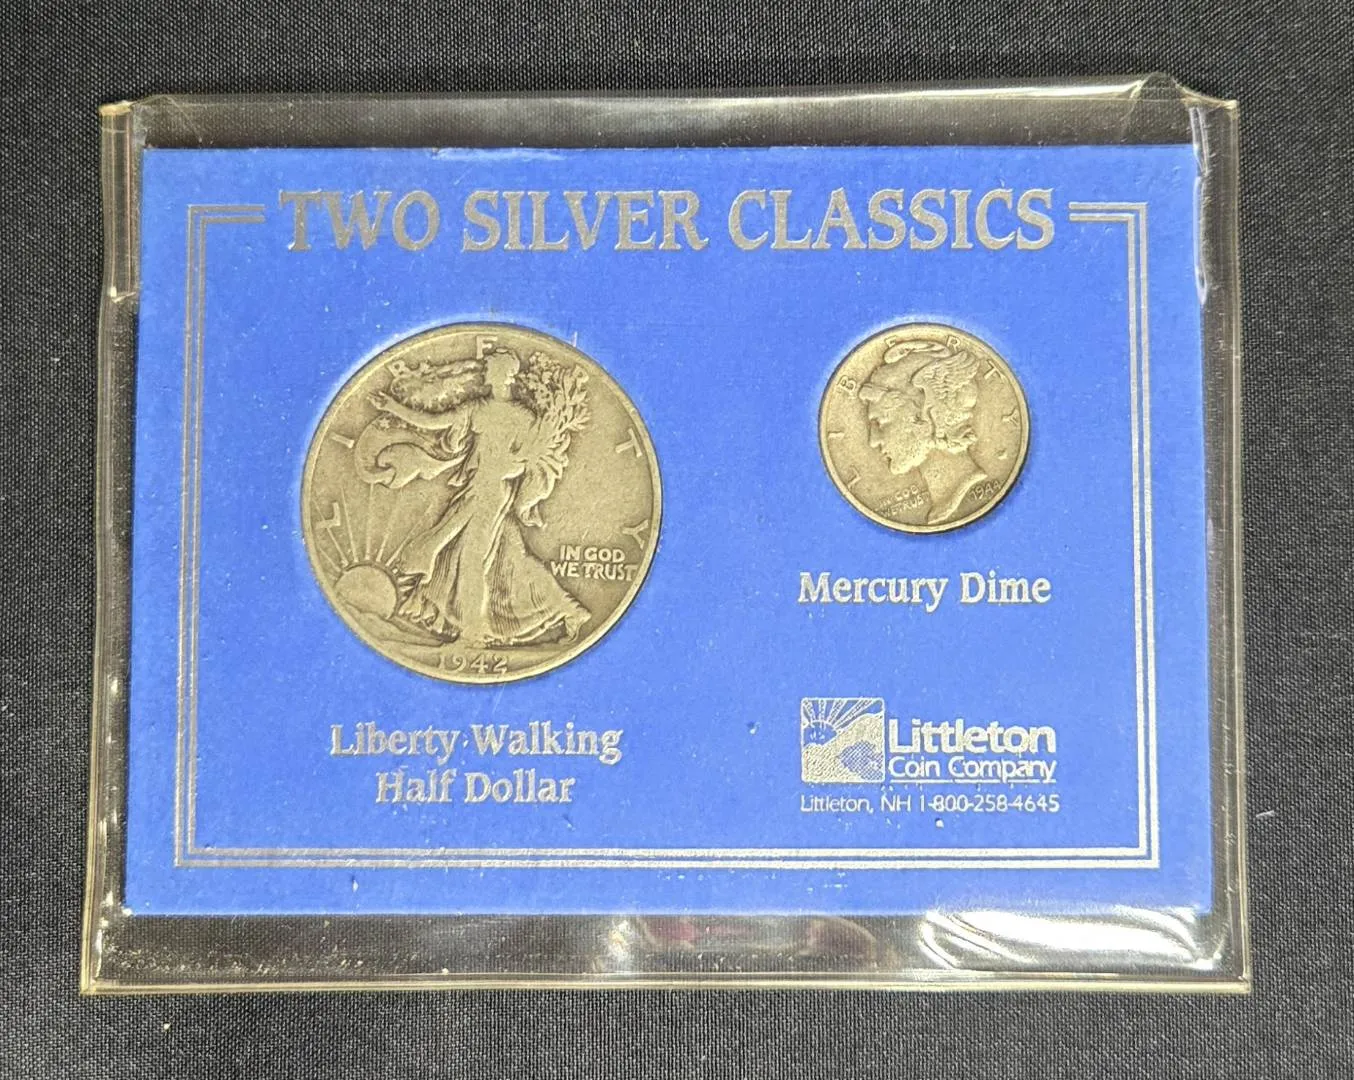 TWO SILVER CLASSICS
LIBERTY
IN GOD
WE TRUST
1942
LIBERTY
IN GOD
WE TRUST
1944
Mercury Dime
Liberty Walking
Half Dollar
Littleton
Coin Company
Littleton, NH 1-800-258-4645